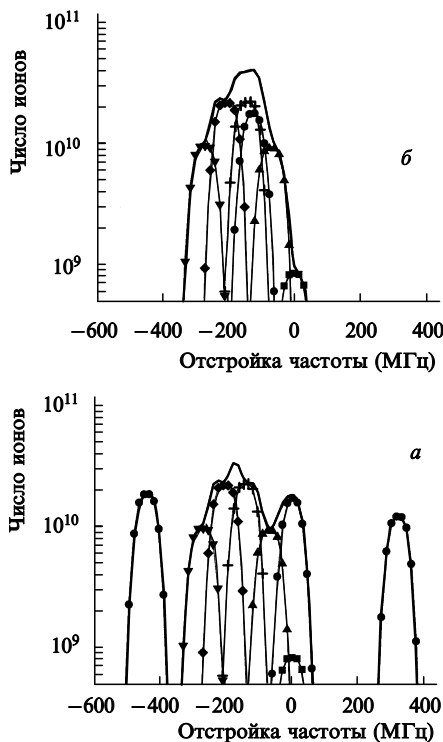 Число ионов
10¹¹
10¹⁰
10⁹
б
−600 −400 −200 0 200 400
Отстройка частоты (МГц)
Число ионов
10¹¹
10¹⁰
10⁹
а
−600 −400 −200 0 200 400
Отстройка частоты (МГц)